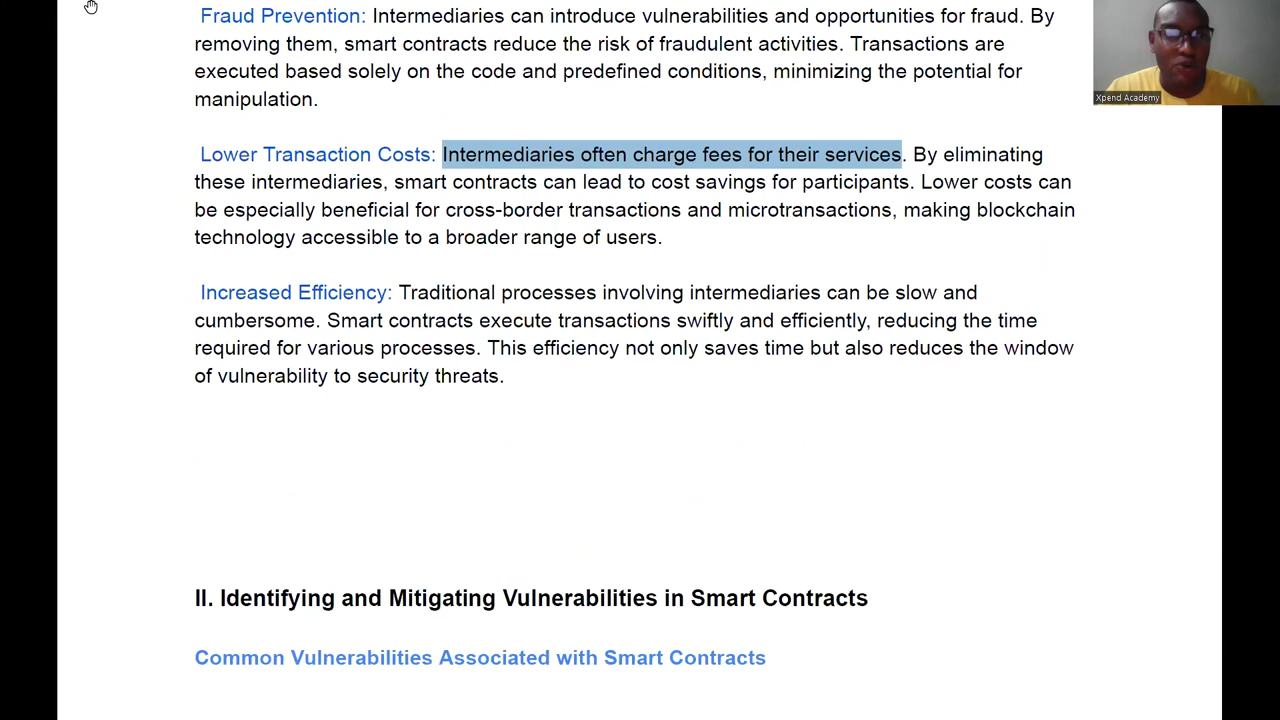 Fraud Prevention: Intermediaries can introduce vulnerabilities and opportunities for fraud. By
removing them, smart contracts reduce the risk of fraudulent activities. Transactions are
executed based solely on the code and predefined conditions, minimizing the potential for
manipulation.
Xpend Academy
Lower Transaction Costs: Intermediaries often charge fees for their services. By eliminating
these intermediaries, smart contracts can lead to cost savings for participants. Lower costs can
be especially beneficial for cross-border transactions and microtransactions, making blockchain
technology accessible to a broader range of users.
Increased Efficiency: Traditional processes involving intermediaries can be slow and
cumbersome. Smart contracts execute transactions swiftly and efficiently, reducing the time
required for various processes. This efficiency not only saves time but also reduces the window
of vulnerability to security threats.
II. Identifying and Mitigating Vulnerabilities in Smart Contracts
Common Vulnerabilities Associated with Smart Contracts